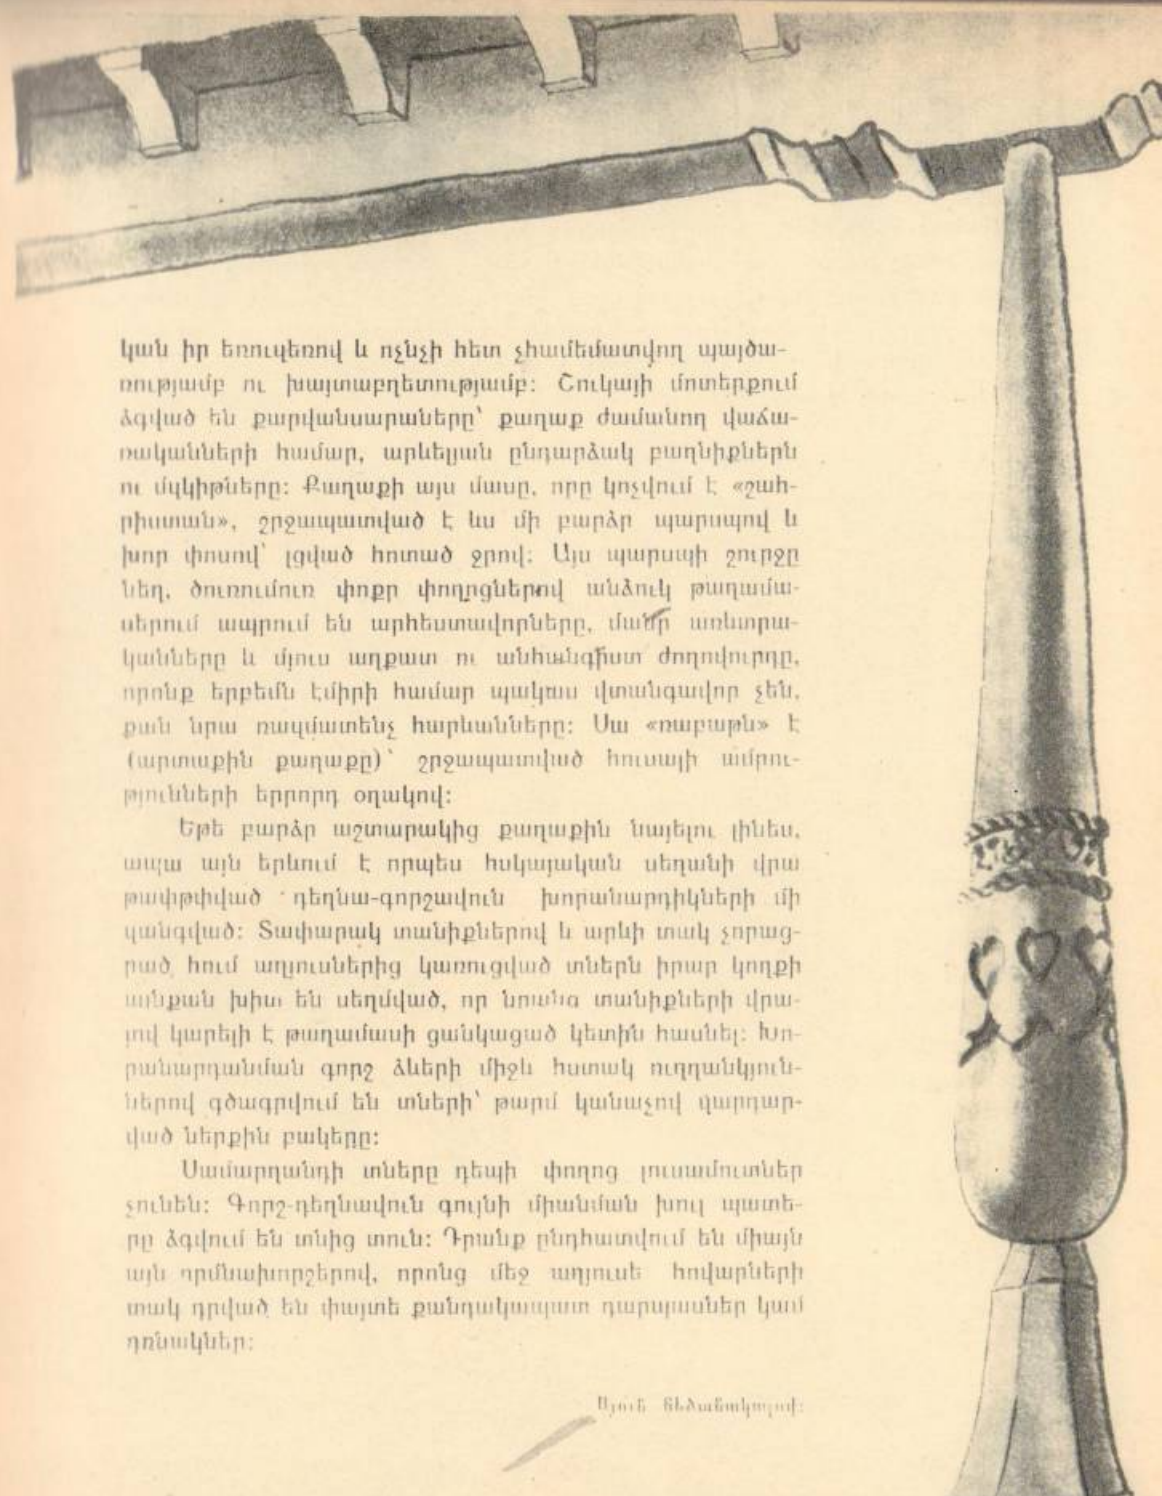 կան իր եռուզեռով և ոչնչի հետ չհամեմատվող պայծա-
ռությամբ ու խայտաբղետությամբ։ Շուկայի մոտերքում
ձգված են քարվանսարաները՝ քաղաք ժամանող վաճա-
ռականների համար, արևելյան ընդարձակ բաղնիքներն
ու մզկիթները։ Քաղաքի այս մասը, որը կոչվում է «շահ-
րիստան», շրջապատված է ևս մի բարձր պարսպով և
խոր փոսով՝ լցված հոտած ջրով։ Այս պարսպի շուրջը
նեղ, ծուռումուռ փոքր փողոցներով անձուկ թաղամա-
սերում ապրում են արհեստավորները, մանր առևտրա-
կանները և մյուս աղքատ ու անհանգիստ ժողովուրդը,
որոնք երբեմն էմիրի համար պակաս վտանգավոր չեն,
քան նրա ռազմատենչ հարևանները։ Սա «ռաբաթն» է
(արտաքին քաղաքը)՝ շրջապատված հուսալի ամրու-
թյունների երրորդ օղակով։
Եթե բարձր աշտարակից քաղաքին նայելու լինես,
ապա այն երևում է որպես հսկայական սեղանի վրա
թափթփված դեղնա-գորշավուն խորանարդիկների մի
զանգված։ Տափարակ տանիքներով և արևի տակ չորաց-
րած հում աղյուսներից կառուցված տներն իրար կողքի
այնքան խիտ են սեղմված, որ նրանց տանիքների վրա-
յով կարելի է թաղամասի ցանկացած կետին հասնել։ Խո-
րանարդանման գորշ ձևերի միջև հստակ ուղղանկյուն-
ներով գծագրվում են տների՝ թարմ կանաչով զարդար-
ված ներքին բակերը։
Սամարղանդի տները դեպի փողոց լուսամուտներ
չունեն։ Գորշ-դեղնավուն գույնի միանման խուլ պատե-
րը ձգվում են տնից տուն։ Դրանք ընդհատվում են միայն
այն որմնախորշերով, որոնց մեջ աղյուսե հովարների
տակ դրված են փայտե քանդակապատ դարպասներ կամ
դռնակներ։
Սյուն